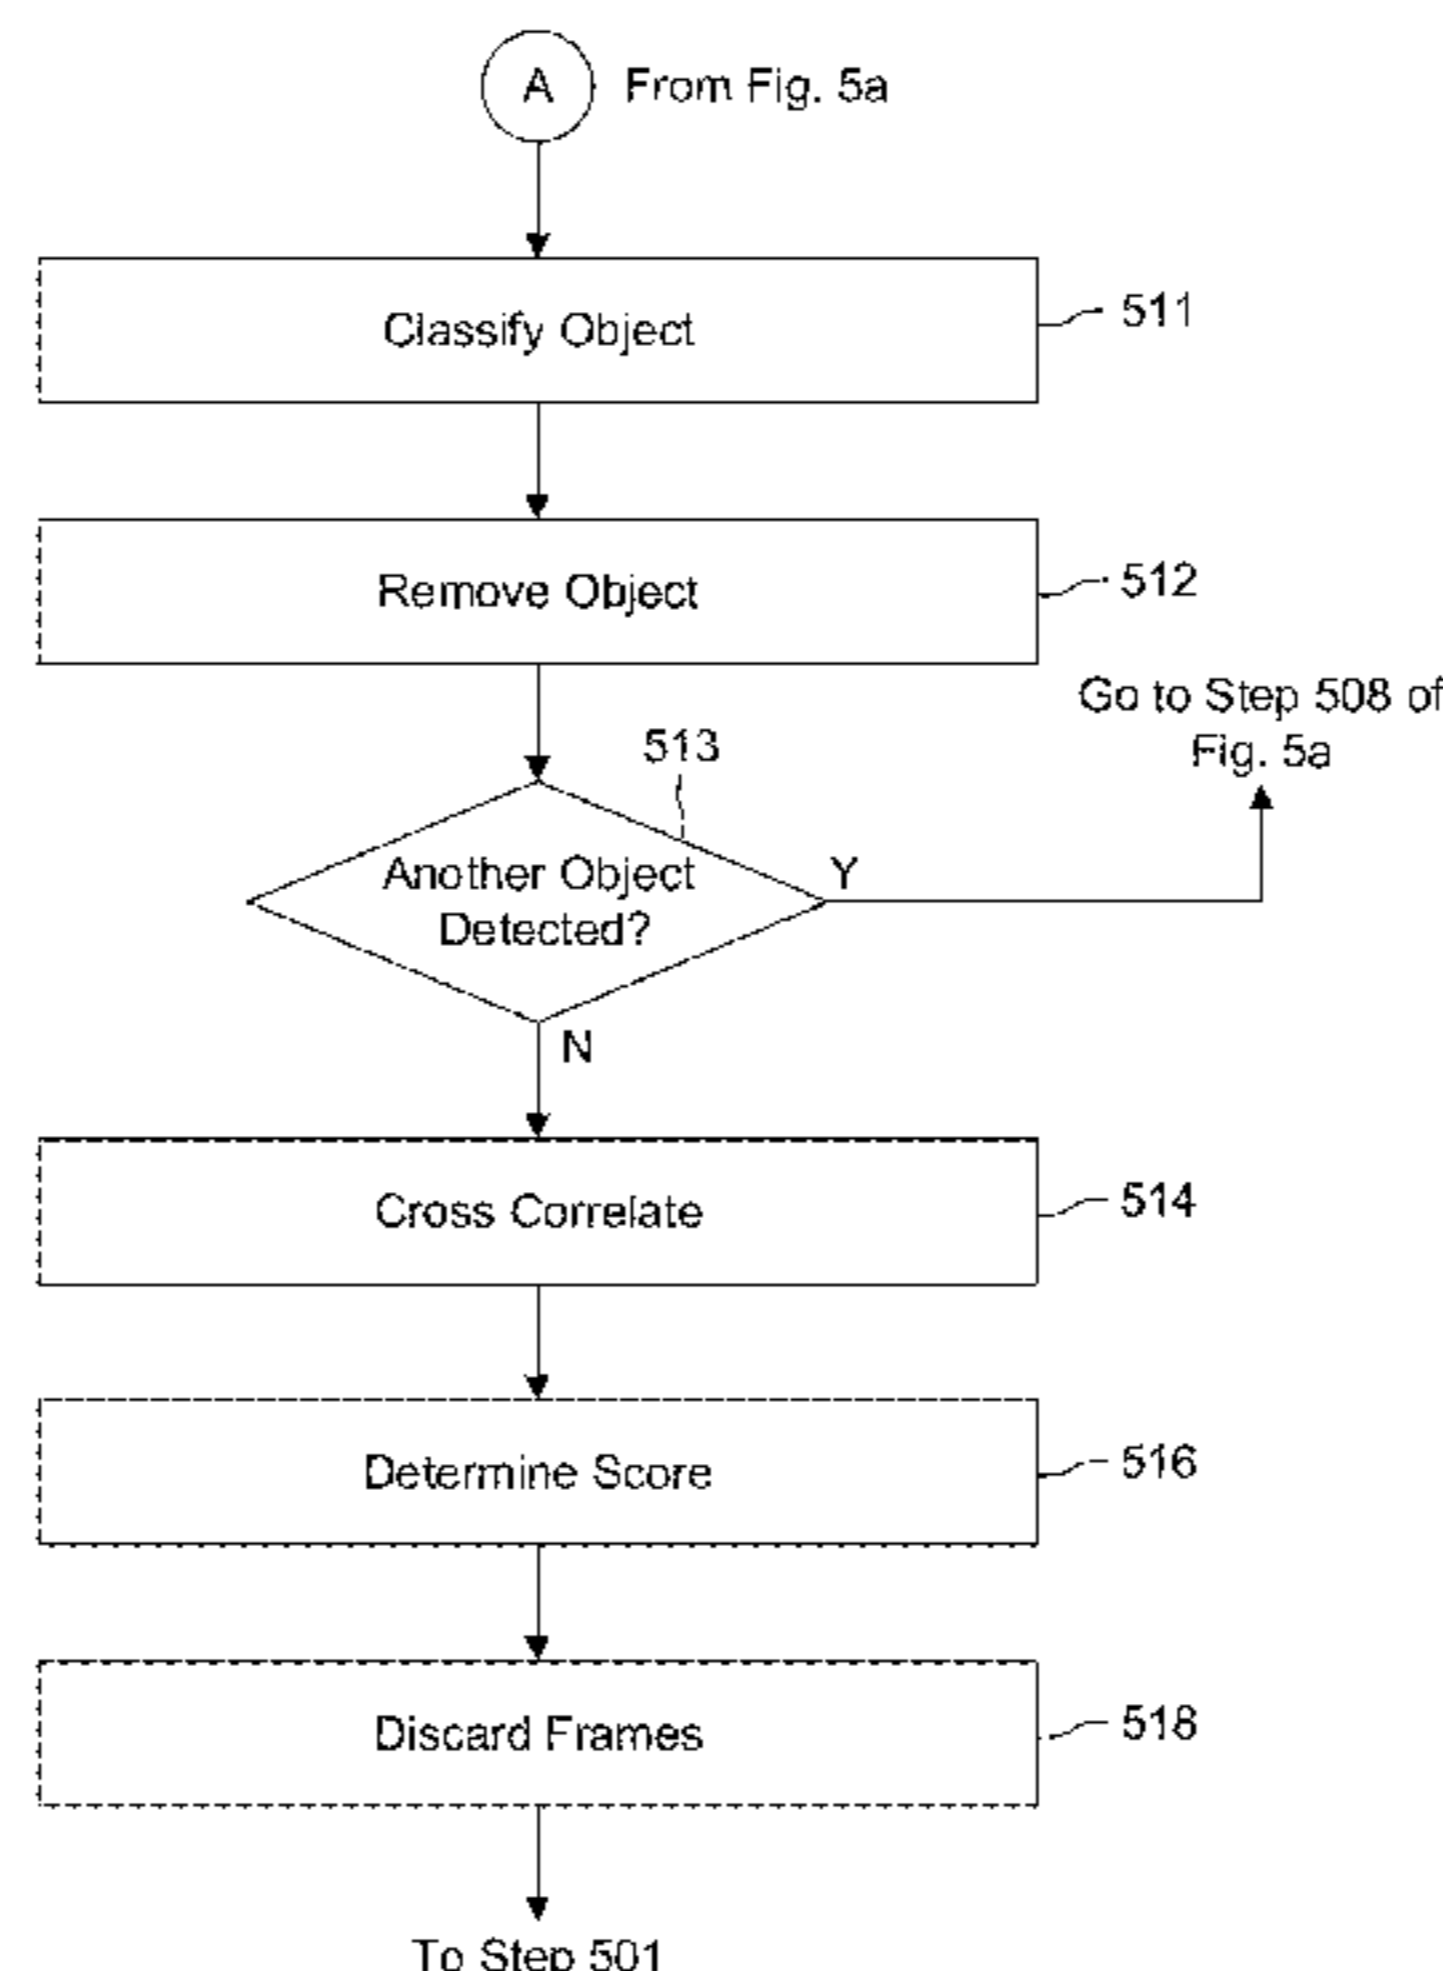 A From Fig. 5a
Classify Object
511
Remove Object
512
Go to Step 508 of
Fig. 5a
513
Another Object
Detected?
Y
N
Cross Correlate
514
Determine Score
516
Discard Frames
518
To Step 501